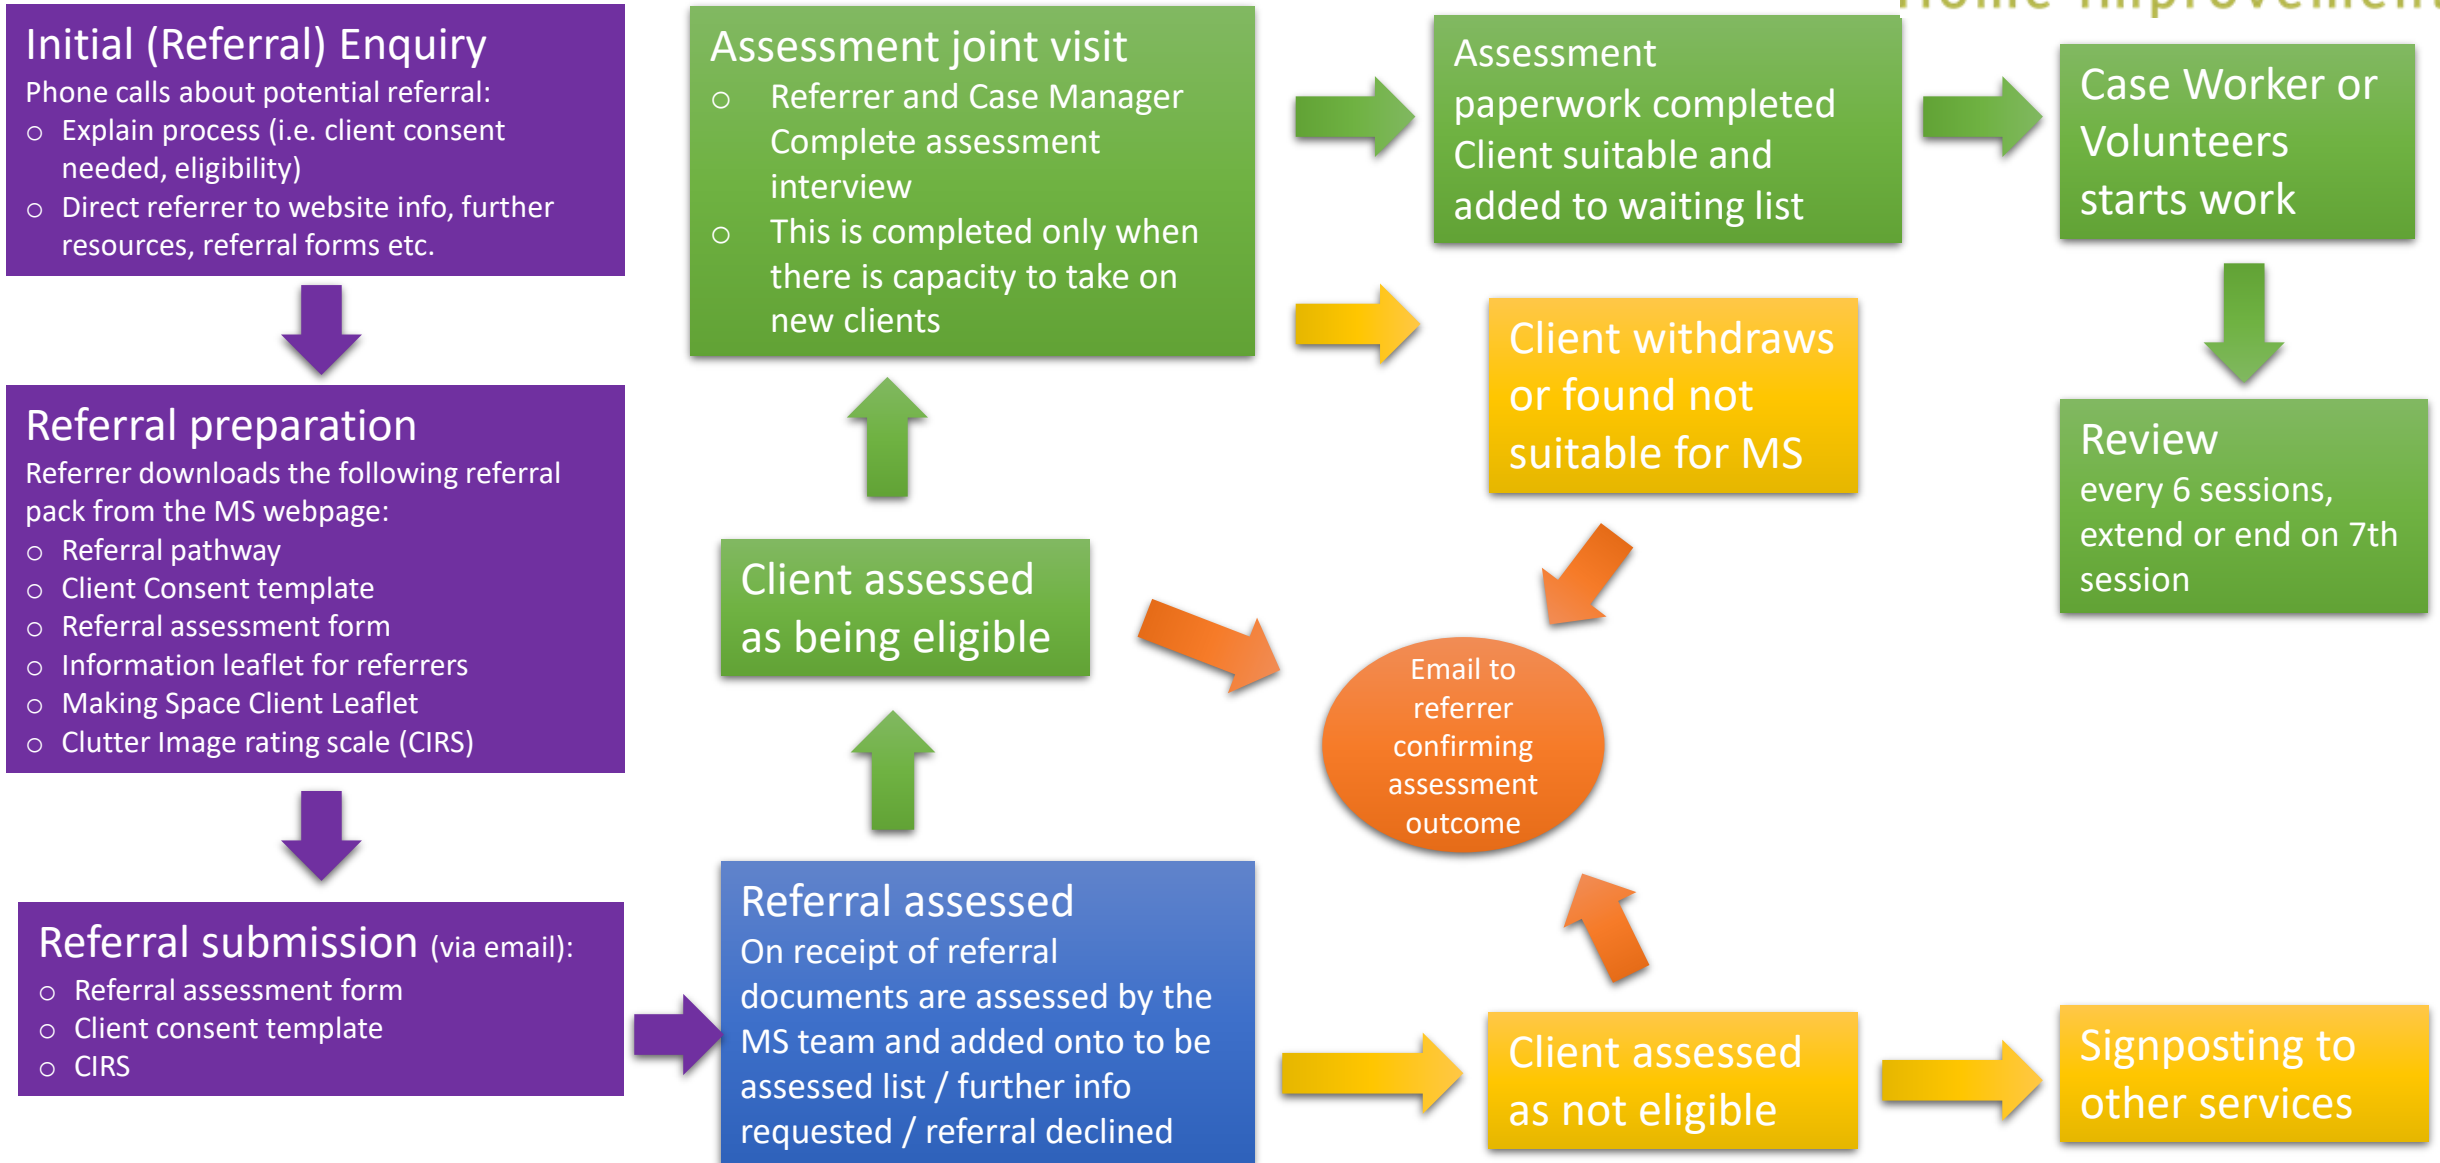 Home Improvement
Initial (Referral) Enquiry
Phone calls about potential referral:
○ Explain process (i.e. client consent
needed, eligibility)
○ Direct referrer to website info, further
resources, referral forms etc.
Referral preparation
Referrer downloads the following referral
pack from the MS webpage:
○ Referral pathway
○ Client Consent template
○ Referral assessment form
○ Information leaflet for referrers
○ Making Space Client Leaflet
○ Clutter Image rating scale (CIRS)
Referral submission (via email):
○ Referral assessment form
○ Client consent template
○ CIRS
Referral assessed
On receipt of referral
documents are assessed by the
MS team and added onto to be
assessed list / further info
requested / referral declined
Client assessed
as being eligible
Assessment joint visit
○ Referrer and Case Manager
Complete assessment
interview
○ This is completed only when
there is capacity to take on
new clients
Assessment
paperwork completed
Client suitable and
added to waiting list
Case Worker or
Volunteers
starts work
Review
every 6 sessions,
extend or end on 7th
session
Client withdraws
or found not
suitable for MS
Email to
referrer
confirming
assessment
outcome
Client assessed
as not eligible
Signposting to
other services